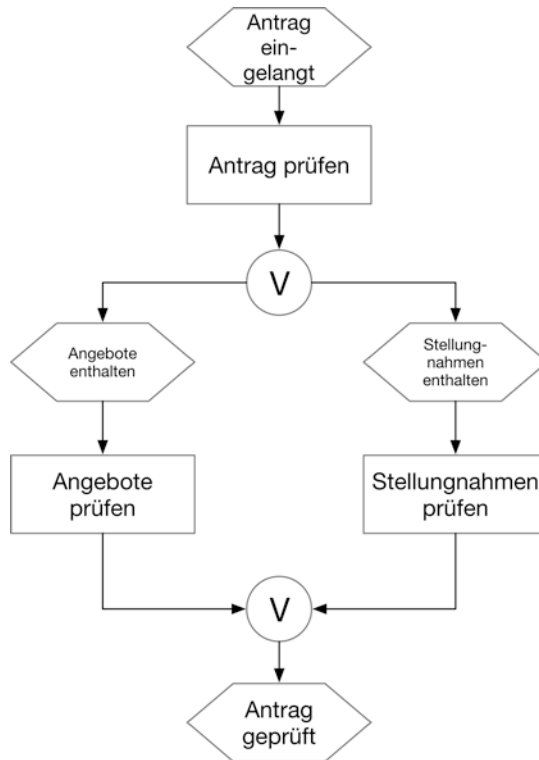 Antrag
ein-
gelangt
Antrag prüfen
V
Angebote
enthalten
Stellung-
nahmen
enthalten
Angebote
prüfen
Stellungnahmen
prüfen
V
Antrag
geprüft